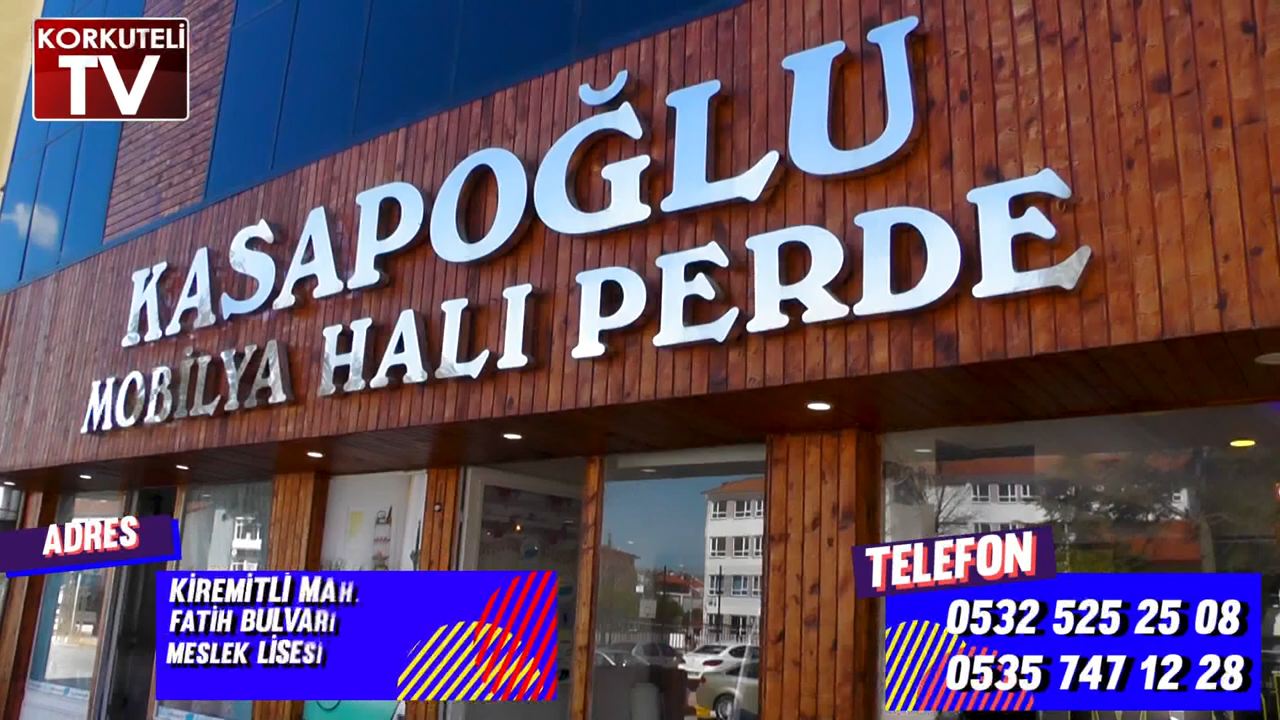 KORKUTELİ
TV
KASAPOĞLU
MOBİLYA HALI PERDE
ADRES
KİREMİTLİ MAH.
FATİH BULVARI
MESLEK LİSESİ
TELEFON
0532 525 25 08
0535 747 12 28